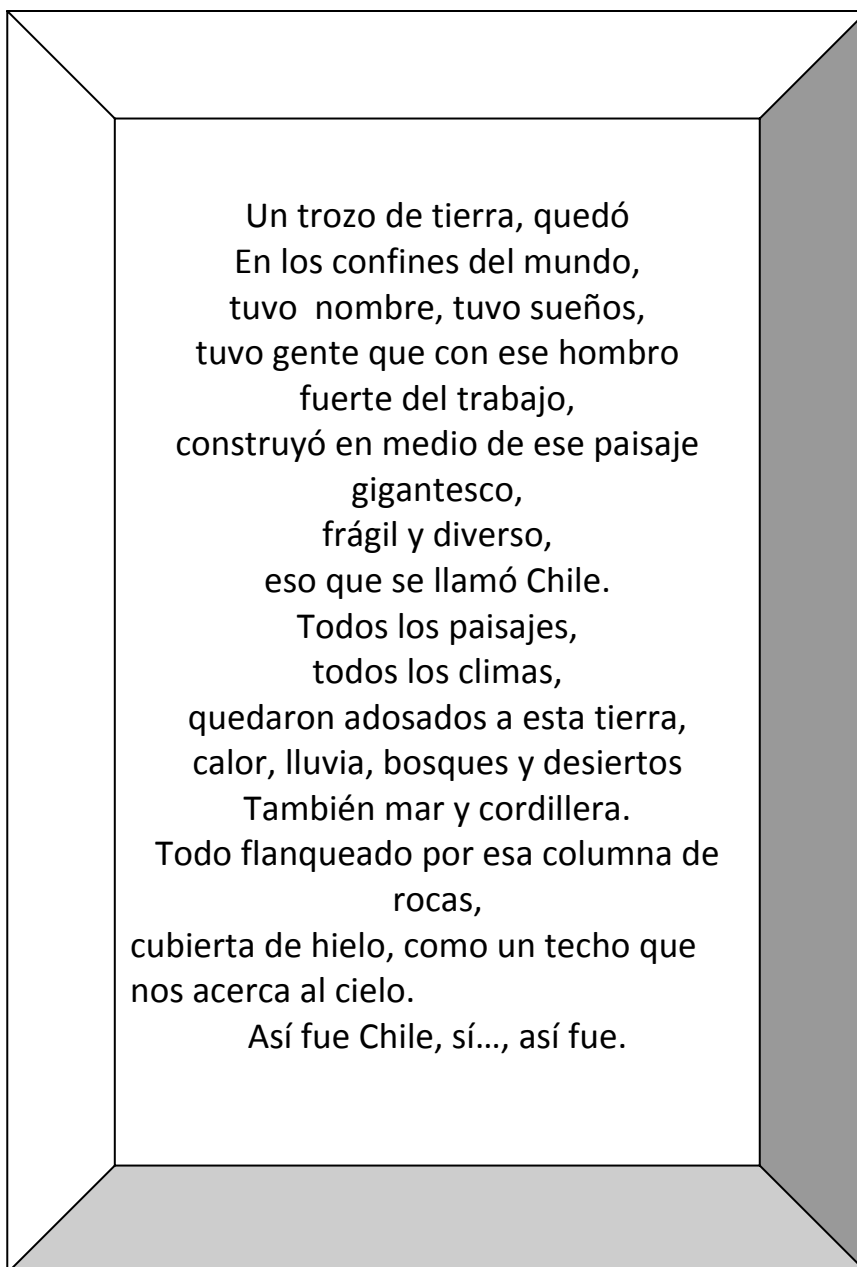 Un trozo de tierra, quedó
En los confines del mundo,
tuvo  nombre, tuvo sueños,
tuvo gente que con ese hombro
fuerte del trabajo,
construyó en medio de ese paisaje
gigantesco,
frágil y diverso,
eso que se llamó Chile.
Todos los paisajes,
todos los climas,
quedaron adosados a esta tierra,
calor, lluvia, bosques y desiertos
También mar y cordillera.
Todo flanqueado por esa columna de
rocas,
cubierta de hielo, como un techo que
nos acerca al cielo.
Así fue Chile, sí…, así fue.